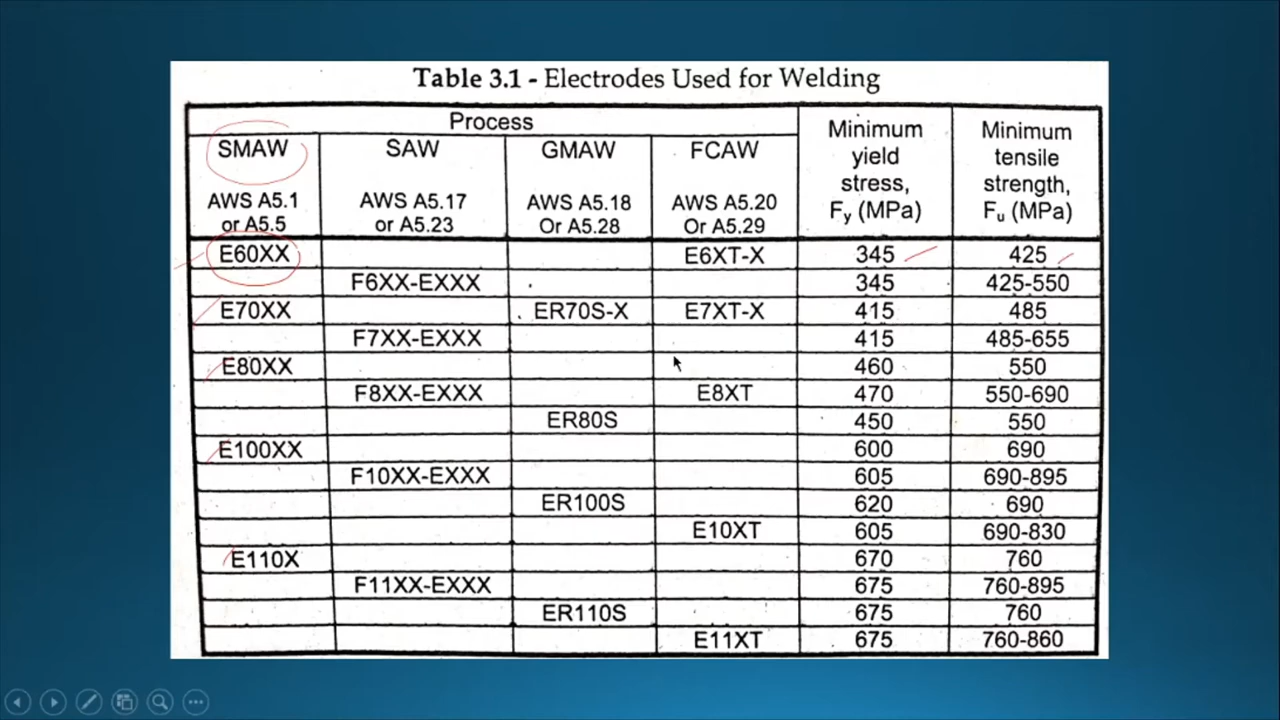 Table 3.1 - Electrodes Used for Welding
Process
Minimum yield stress, Fy (MPa)
Minimum tensile strength, Fu (MPa)
SMAW SAW GMAW FCAW
AWS A5.1 or A5.5
AWS A5.17 or A5.23
AWS A5.18 Or A5.28
AWS A5.20 Or A5.29
E60XX E6XT-X 345 425
F6XX-EXXX 345 425-550
E70XX ER70S-X E7XT-X 415 485
F7XX-EXXX 415 485-655
E80XX 460 550
F8XX-EXXX E8XT 470 550-690
ER80S 450 550
E100XX 600 690
F10XX-EXXX 605 690-895
ER100S 620 690
E10XT 605 690-830
E110X 670 760
F11XX-EXXX 675 760-895
ER110S 675 760
E11XT 675 760-860